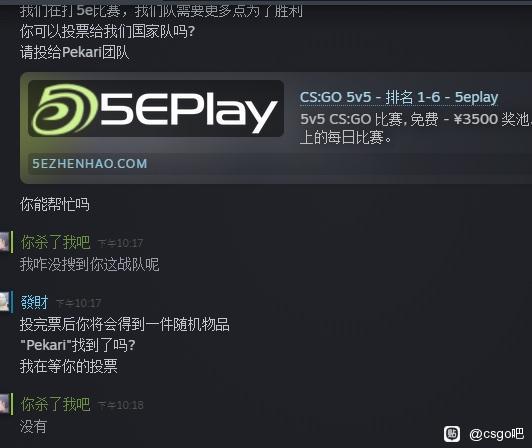 我们在打5e比赛，我们队需要更多点为了胜利
你可以投票给我们国家队吗?
请投给Pekari团队
5EPlay
CS:GO 5v5 - 排名 1-6 - 5eplay
5v5 CS:GO 比赛, 免费 - ¥3500 奖池,
上的每日比赛。
5EZHENHAO.COM
你能帮忙吗
你杀了我吧 下午10:17
我咋没搜到你这战队呢
發財 下午10:17
投完票后你将会得到一件随机物品
"Pekari"找到了吗?
我在等你的投票
你杀了我吧 下午10:18
没有
贴 @csgo吧